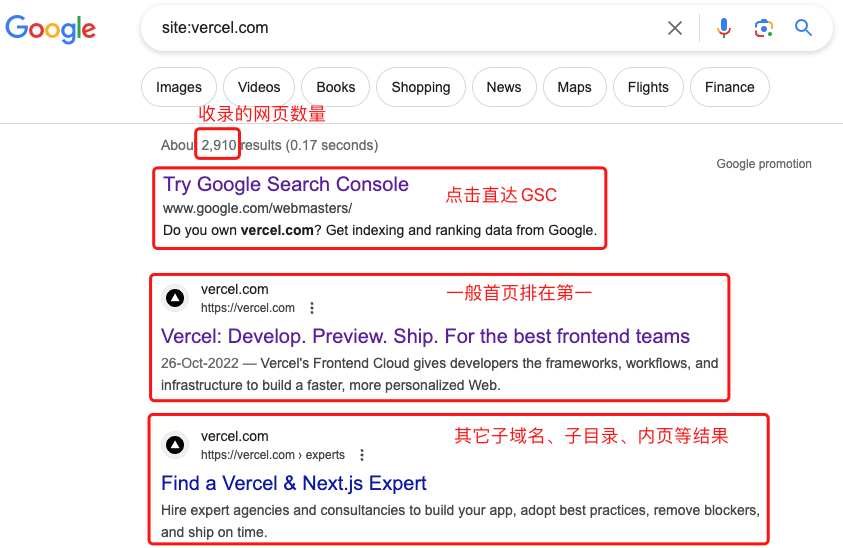 Google
site:vercel.com
Images
Videos
Books
Shopping
News
Maps
Flights
Finance
收录的网页数量
About 2,910 results (0.17 seconds)
Google promotion
Try Google Search Console
点击直达 GSC
www.google.com/webmasters/
Do you own vercel.com? Get indexing and ranking data from Google.
vercel.com
一般首页排在第一
https://vercel.com
Vercel: Develop. Preview. Ship. For the best frontend teams
26-Oct-2022 — Vercel's Frontend Cloud gives developers the frameworks, workflows, and
infrastructure to build a faster, more personalized Web.
vercel.com
其它子域名、子目录、内页等结果
https://vercel.com › experts
Find a Vercel & Next.js Expert
Hire expert agencies and consultancies to build your app, adopt best practices, remove blockers,
and ship on time.